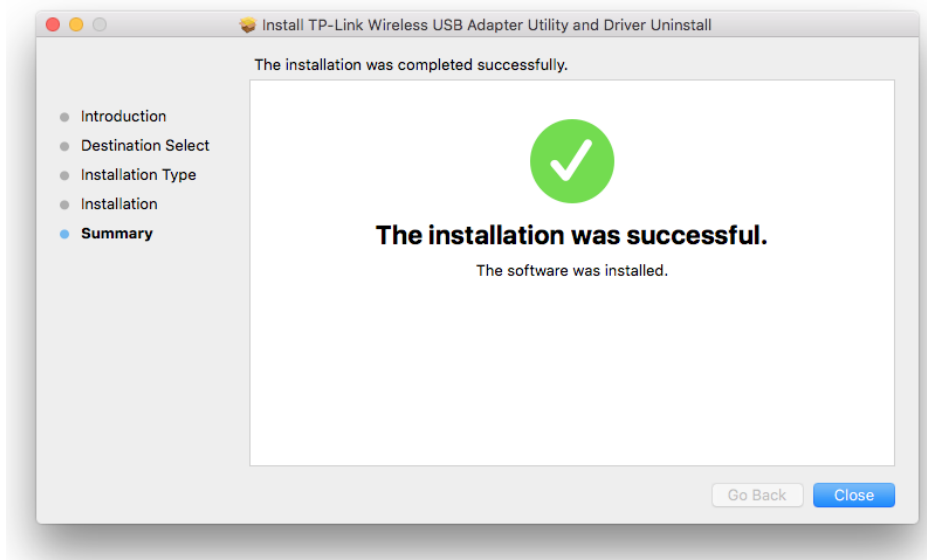 Install TP-Link Wireless USB Adapter Utility and Driver Uninstall
The installation was completed successfully.
Introduction
Destination Select
Installation Type
Installation
Summary
The installation was successful.
The software was installed.
Go Back
Close